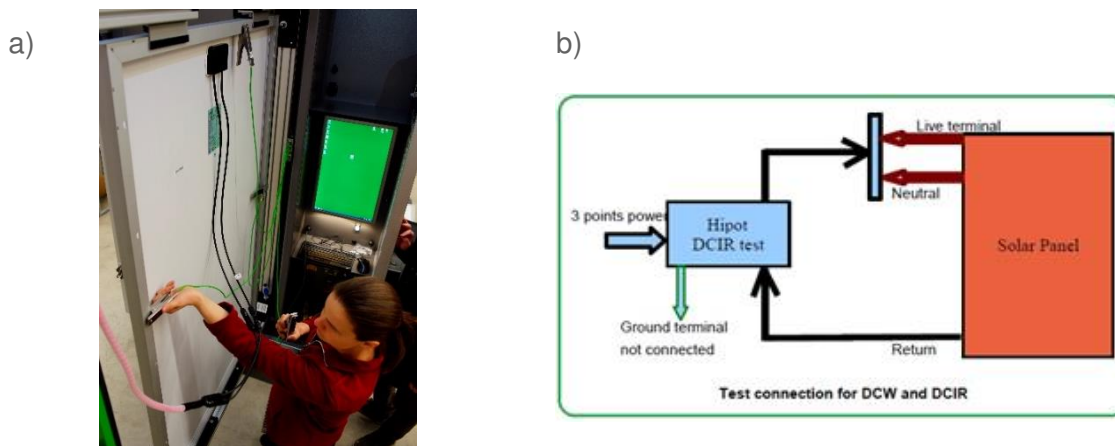 a)
b)
Live terminal
Neutral
3 points power
Hipot
DCIR test
Solar Panel
Ground terminal
not connected
Return
Test connection for DCW and DCIR